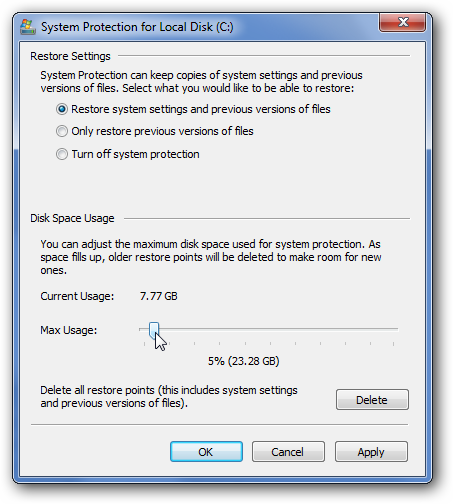 System Protection for Local Disk (C:)
Restore Settings
System Protection can keep copies of system settings and previous
versions of files. Select what you would like to be able to restore:
Restore system settings and previous versions of files
Only restore previous versions of files
Turn off system protection
Disk Space Usage
You can adjust the maximum disk space used for system protection. As
space fills up, older restore points will be deleted to make room for new
ones.
Current Usage: 7.77 GB
Max Usage:
5% (23.28 GB)
Delete all restore points (this includes system settings
and previous versions of files).
Delete
OK Cancel Apply